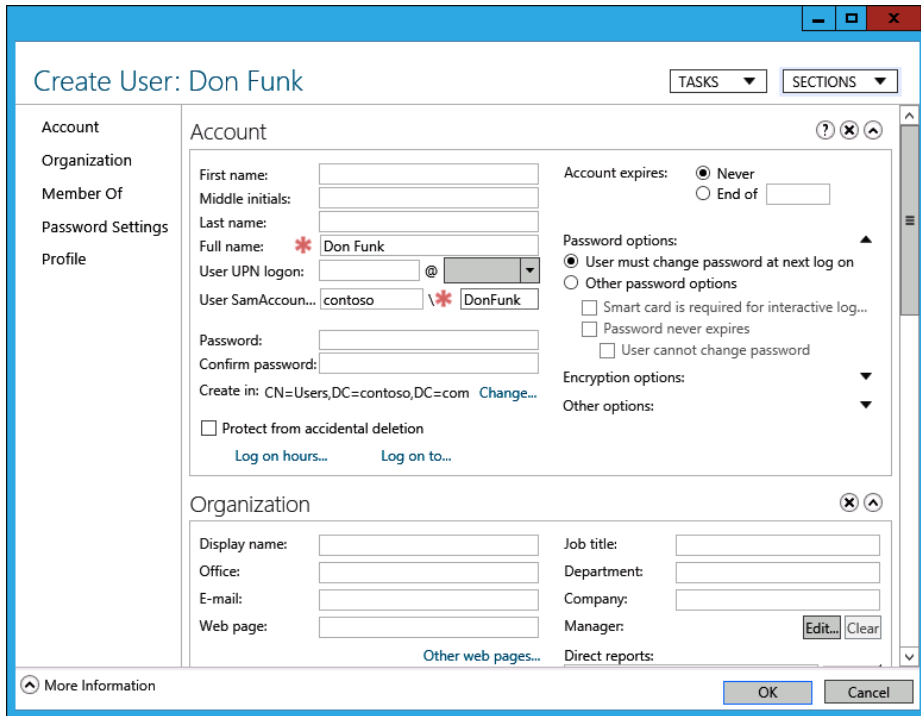 Create User: Don Funk
TASKS
SECTIONS
Account
Organization
Member Of
Password Settings
Profile
Account
First name:
Middle initials:
Last name:
Full name: * Don Funk
User UPN logon: @
User SamAccoun... contoso \* DonFunk
Password:
Confirm password:
Create in: CN=Users,DC=contoso,DC=com Change...
Protect from accidental deletion
Log on hours... Log on to...
Account expires: Never
End of
Password options:
User must change password at next log on
Other password options
Smart card is required for interactive log...
Password never expires
User cannot change password
Encryption options:
Other options:
Organization
Display name:
Office:
E-mail:
Web page:
Other web pages...
Job title:
Department:
Company:
Manager: Edit... Clear
Direct reports:
More Information
OK Cancel